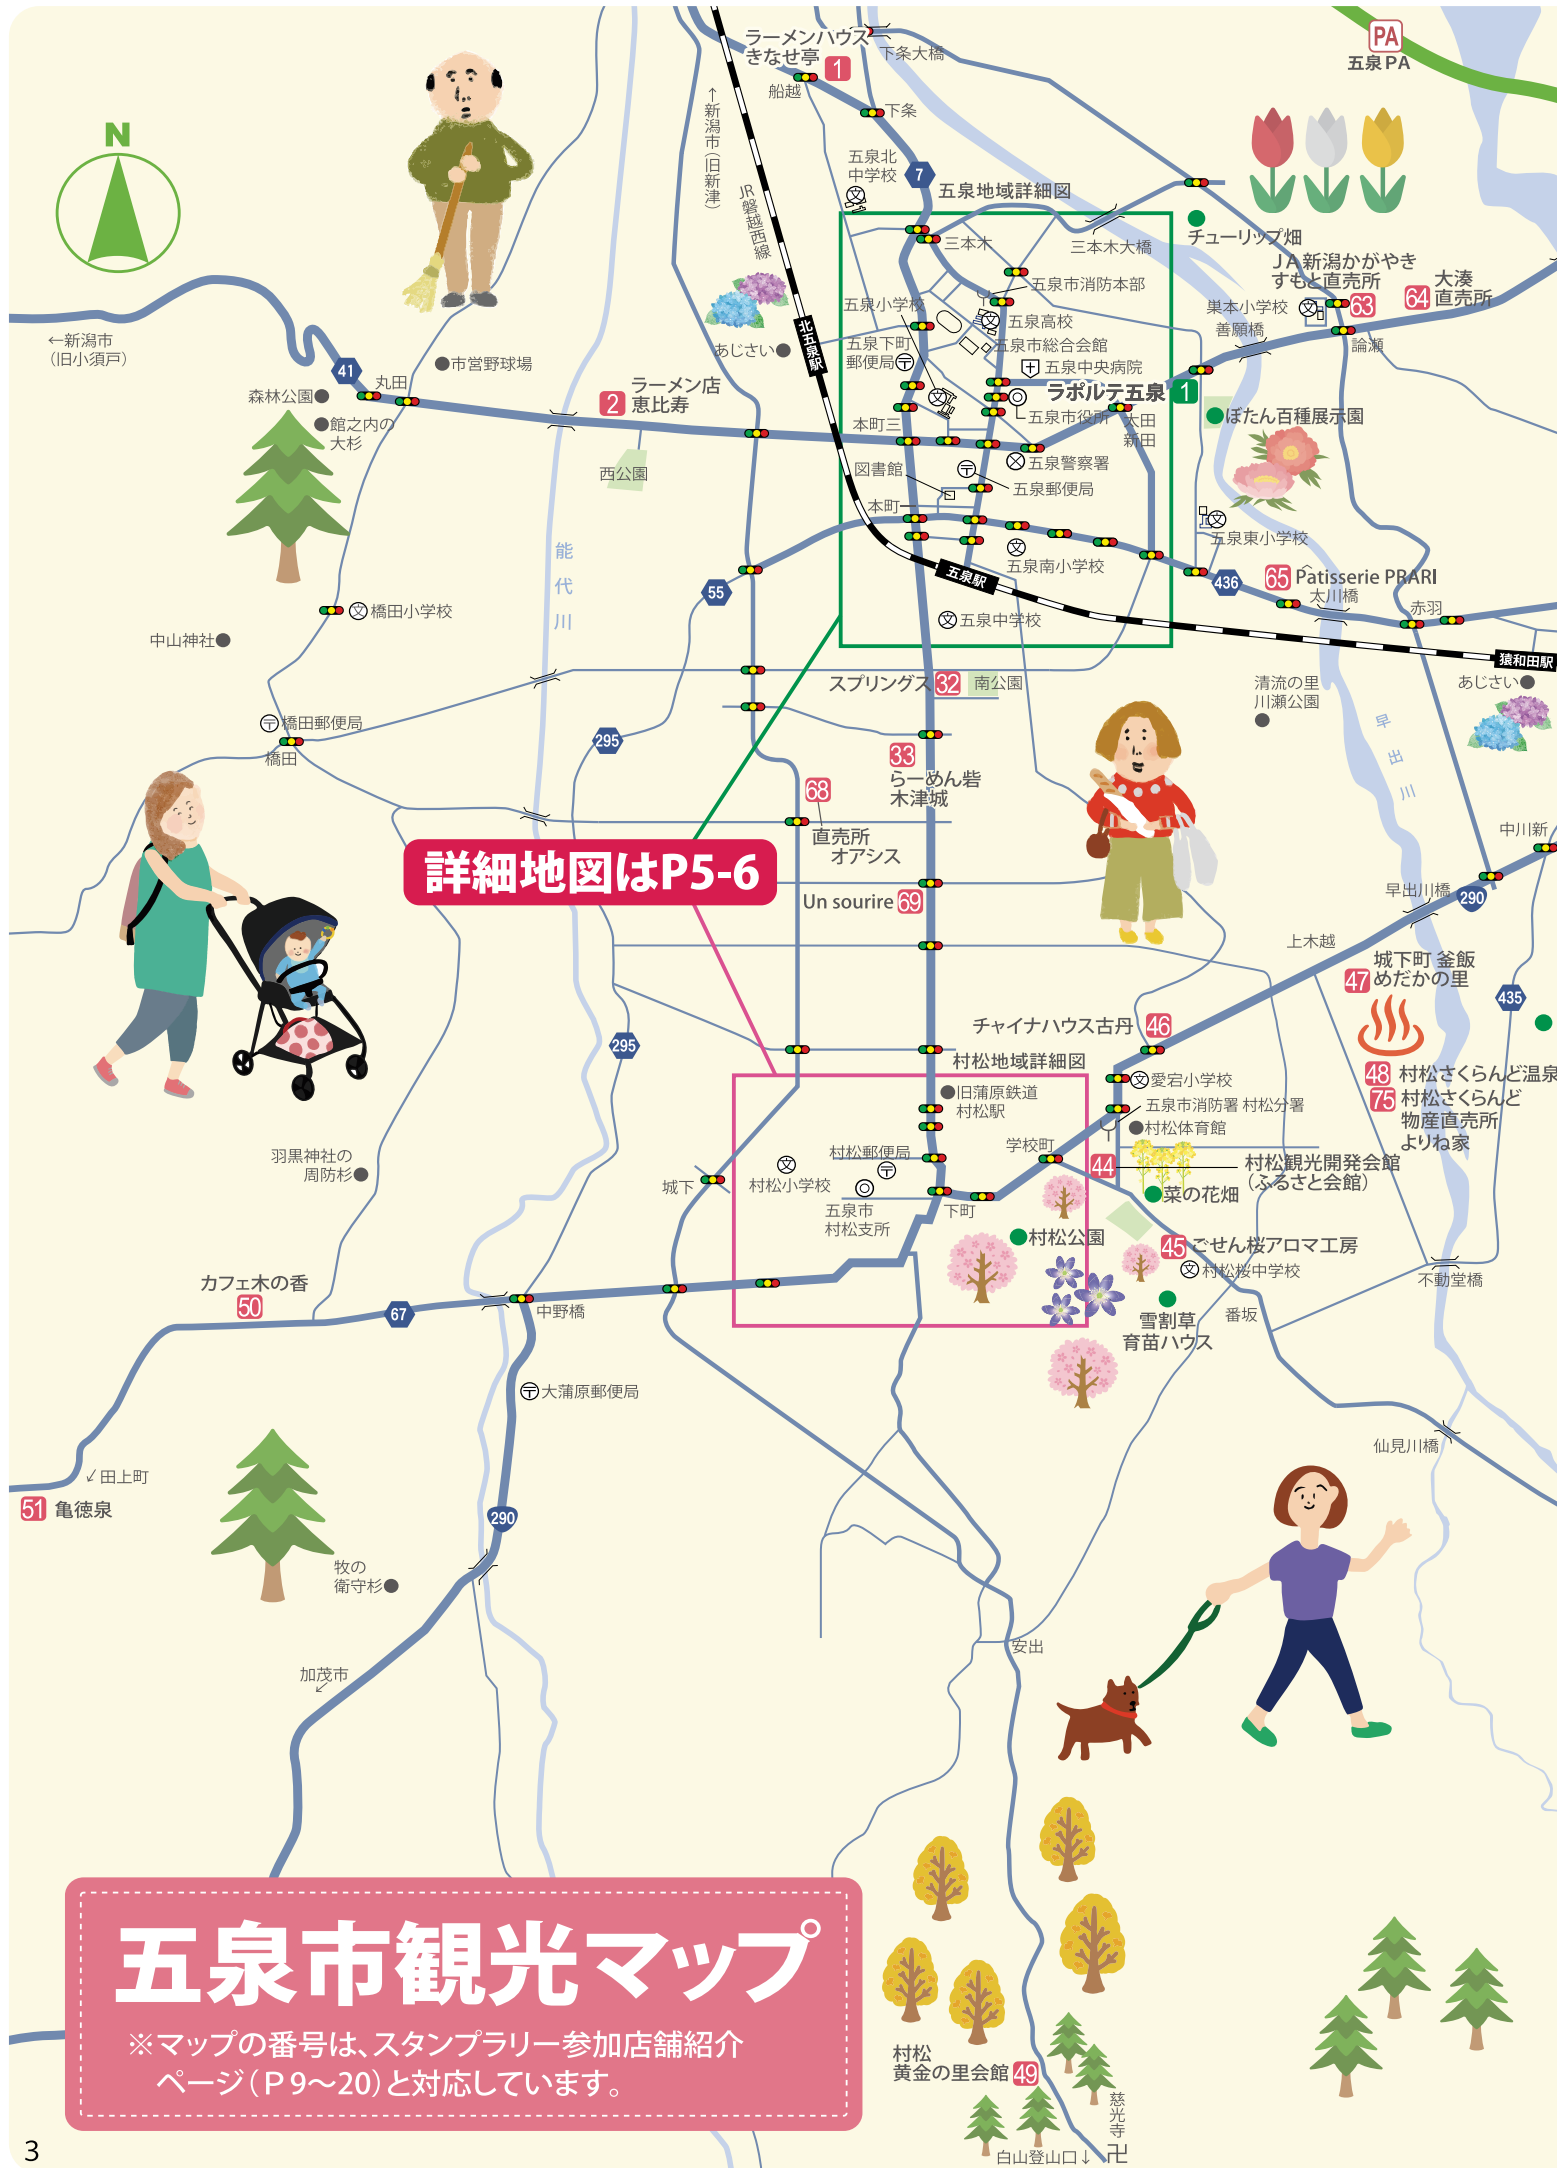 ラーメンハウス
きなせ亭
1
下条大橋
PA
五泉PA
船越
下条
←新潟市(旧新津)
N
五泉北
中学校
7
五泉地域詳細図
JR磐越西線
三本木
三本木大橋
チューリップ畑
JA新潟かがやき
すもと直売所
63
64
大湊
直売所
五泉市消防本部
五泉小学校
巣本小学校
善願橋
論瀬
五泉高校
←新潟市
(旧小須戸)
北五泉駅
あじさい
五泉下町
郵便局
五泉市総合会館
五泉中央病院
41
丸田
市営野球場
森林公園
ラーメン店
恵比寿
2
ラポルテ五泉
1
館之内の
大杉
本町三
五泉市役所
太田
新田
ぼたん百種展示園
西公園
図書館
五泉警察署
五泉郵便局
本町
五泉東小学校
能代川
五泉駅
五泉南小学校
55
436
65
Pâtisserie PRARI
太川橋
赤羽
橋田小学校
中山神社
五泉中学校
猿和田駅
スプリングス
32
南公園
清流の里
川瀬公園
あじさい
橋田郵便局
橋田
295
33
らーめん砦
木津城
早出川
68
直売所
オアシス
中川新
詳細地図はP5-6
Un sourire
69
早出川橋
290
上木越
城下町 釜飯
めだかの里
47
435
チャイナハウス古丹
46
295
村松地域詳細図
48
村松さくらんど温泉
75
村松さくらんど
物産直売所
よりね家
旧蒲原鉄道
村松駅
愛宕小学校
五泉市消防署 村松分署
村松体育館
学校町
村松郵便局
44
村松観光開発会館
(ふるさと会館)
羽黒神社の
周防杉
城下
村松小学校
菜の花畑
五泉市
村松支所
下町
村松公園
45
ごせん桜アロマ工房
村松桜中学校
不動堂橋
カフェ木の香
50
67
中野橋
雪割草
育苗ハウス
番坂
大蒲原郵便局
仙見川橋
↙田上町
51
亀徳泉
290
牧の
衛守杉
安出
加茂市
↙
五泉市観光マップ
※マップの番号は、スタンプラリー参加店舗紹介
ページ(P9〜20)と対応しています。
村松
黄金の里会館
49
慈光寺
卍
白山登山口↓
3